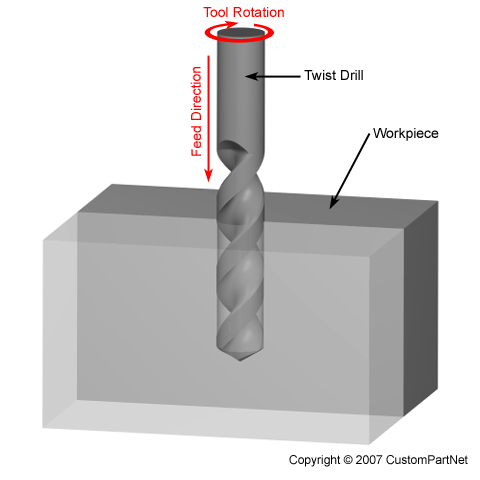 Tool Rotation
Twist Drill
Feed Direction
Workpiece
Copyright © 2007 CustomPartNet